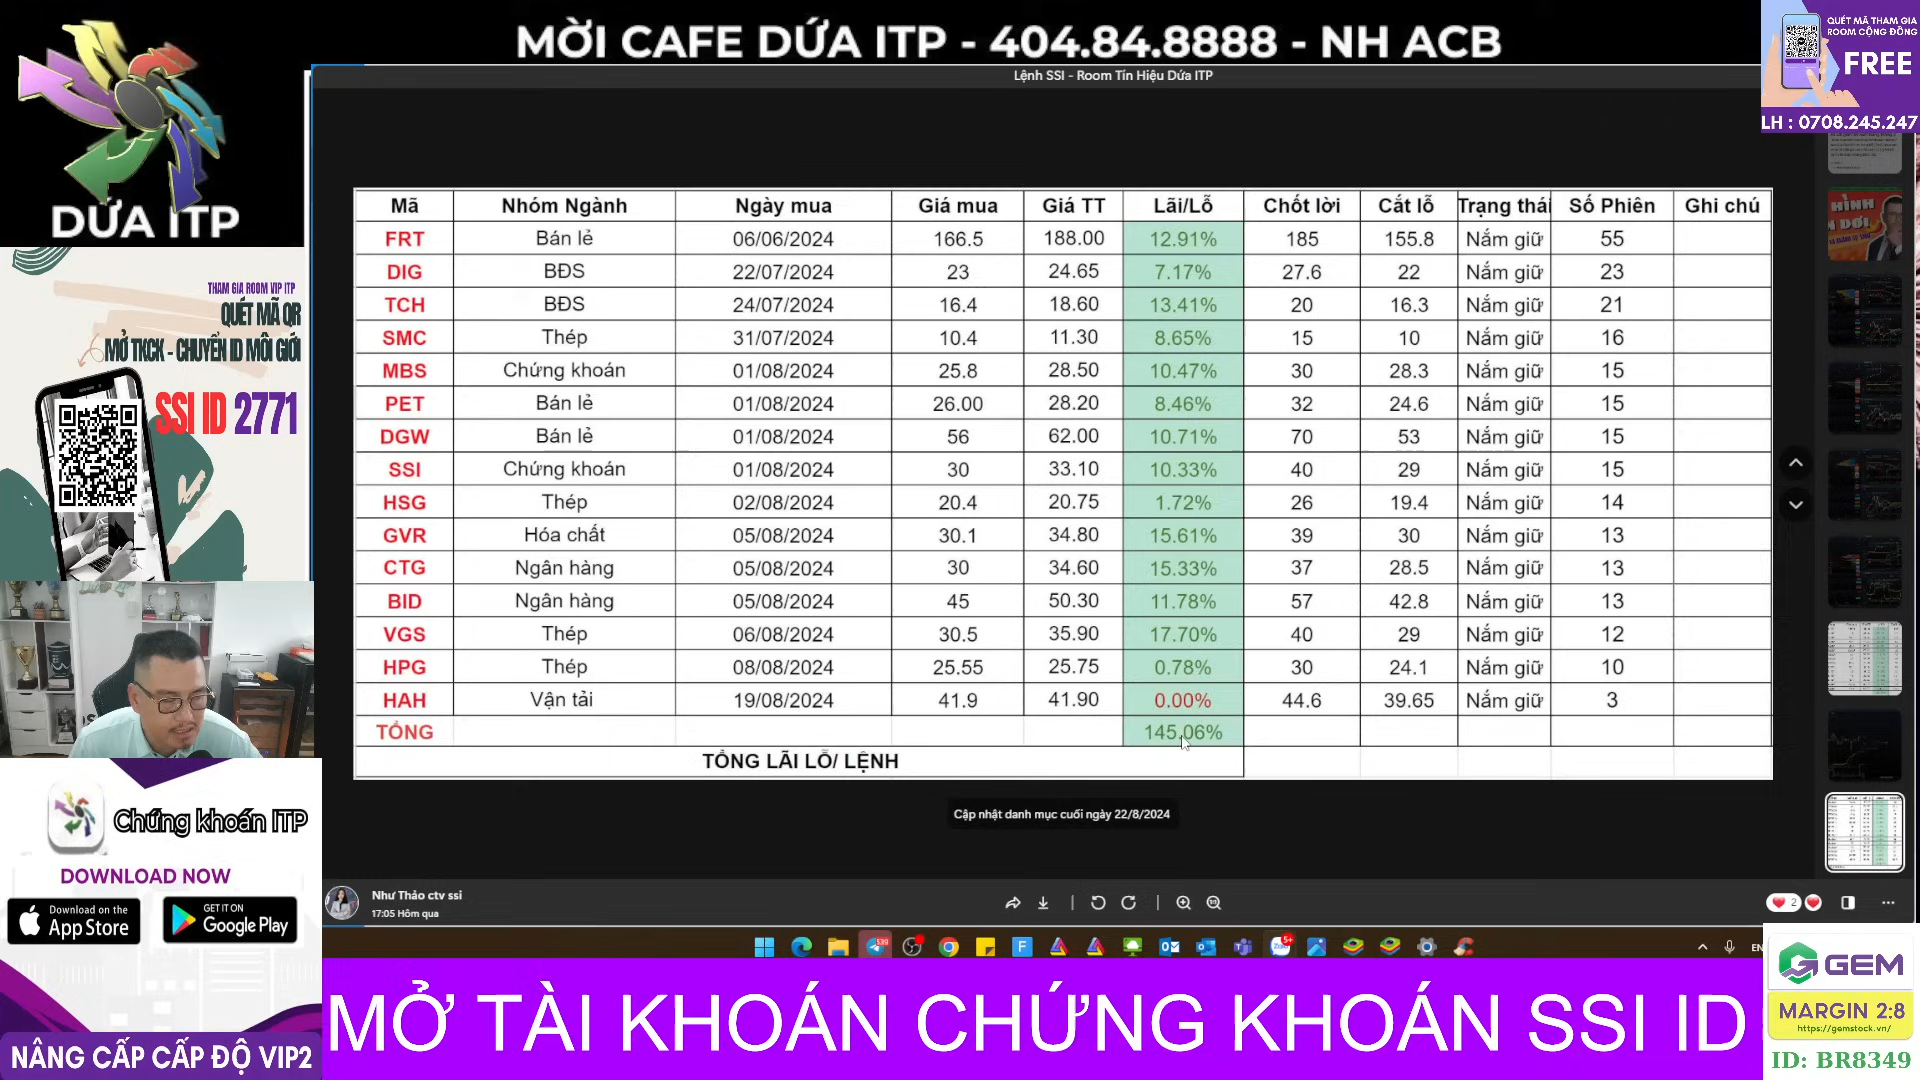 MỜI CAFE DỨA ITP - 404.84.8888 - NH ACB
QUÉT MÃ THAM GIA
ROOM CỘNG ĐỒNG
FREE
LH : 0708.245.247
DỨA ITP
Lệnh SSI - Room Tín Hiệu Dứa ITP
THAM GIA ROOM VIP ITP
QUÉT MÃ QR
MỞ TKCK - CHUYỂN ID MÔI GIỚI
SSI ID 2771
Mã Nhóm Ngành Ngày mua Giá mua Giá TT Lãi/Lỗ Chốt lời Cắt lỗ Trạng thái Số Phiên Ghi chú
FRT Bán lẻ 06/06/2024 166.5 188.00 12.91% 185 155.8 Nắm giữ 55
DIG BĐS 22/07/2024 23 24.65 7.17% 27.6 22 Nắm giữ 23
TCH BĐS 24/07/2024 16.4 18.60 13.41% 20 16.3 Nắm giữ 21
SMC Thép 31/07/2024 10.4 11.30 8.65% 15 10 Nắm giữ 16
MBS Chứng khoán 01/08/2024 25.8 28.50 10.47% 30 28.3 Nắm giữ 15
PET Bán lẻ 01/08/2024 26.00 28.20 8.46% 32 24.6 Nắm giữ 15
DGW Bán lẻ 01/08/2024 56 62.00 10.71% 70 53 Nắm giữ 15
SSI Chứng khoán 01/08/2024 30 33.10 10.33% 40 29 Nắm giữ 15
HSG Thép 02/08/2024 20.4 20.75 1.72% 26 19.4 Nắm giữ 14
GVR Hóa chất 05/08/2024 30.1 34.80 15.61% 39 30 Nắm giữ 13
CTG Ngân hàng 05/08/2024 30 34.60 15.33% 37 28.5 Nắm giữ 13
BID Ngân hàng 05/08/2024 45 50.30 11.78% 57 42.8 Nắm giữ 13
VGS Thép 06/08/2024 30.5 35.90 17.70% 40 29 Nắm giữ 12
HPG Thép 08/08/2024 25.55 25.75 0.78% 30 24.1 Nắm giữ 10
HAH Vận tải 19/08/2024 41.9 41.90 0.00% 44.6 39.65 Nắm giữ 3
TỔNG 145.06%
TỔNG LÃI LỖ/ LỆNH
Cập nhật danh mục cuối ngày 22/8/2024
Như Thảo ctv ssi
17:05 Hôm qua
2
Chứng khoán ITP
DOWNLOAD NOW
Download on the
App Store
GET IT ON
Google Play
NÂNG CẤP CẤP ĐỘ VIP2
MỞ TÀI KHOẢN CHỨNG KHOÁN SSI ID
GEM
MARGIN 2:8
https://gemstock.vn/
ID: BR8349